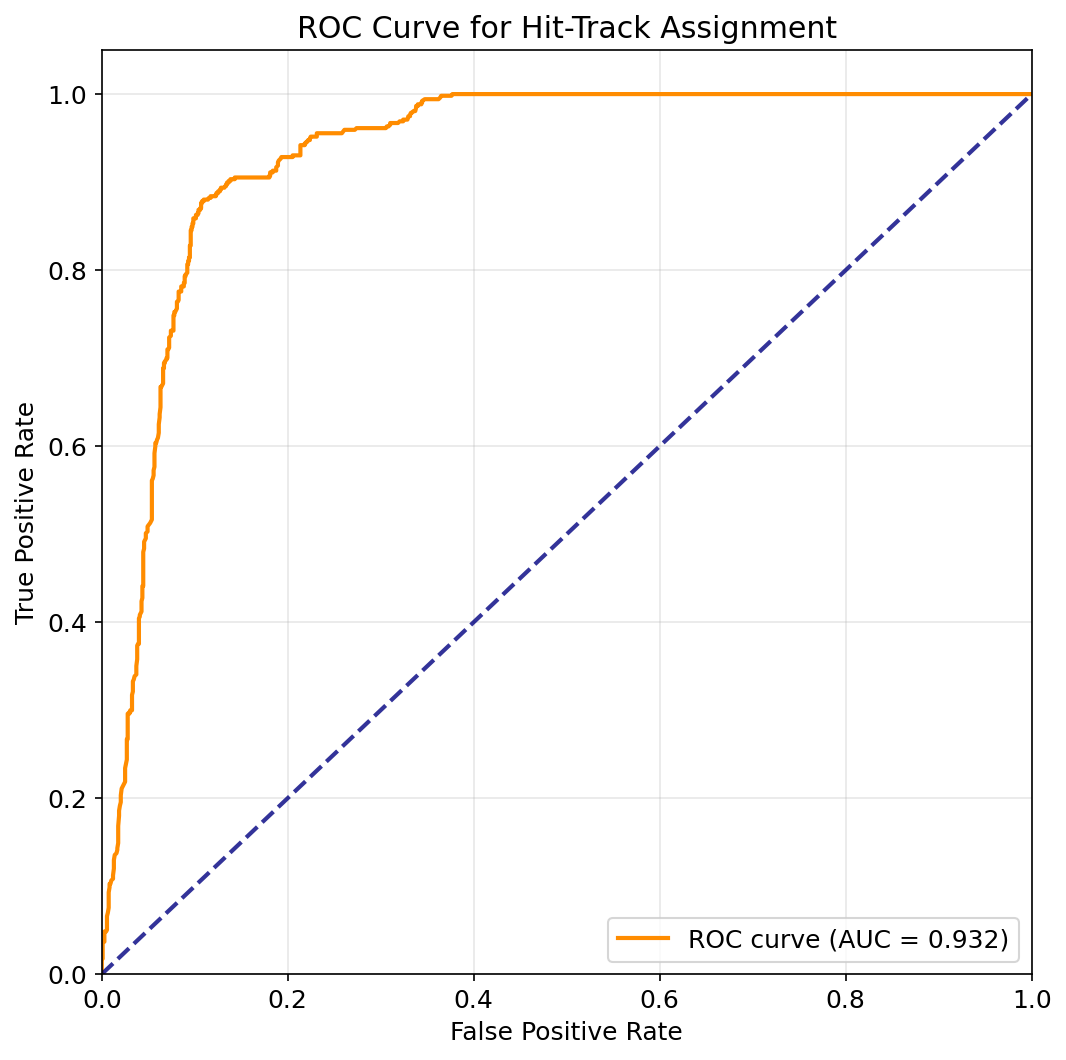 ROC Curve for Hit-Track Assignment
True Positive Rate
1.0
0.8
0.6
0.4
0.2
0.0
0.0 0.2 0.4 0.6 0.8 1.0
False Positive Rate
ROC curve (AUC = 0.932)